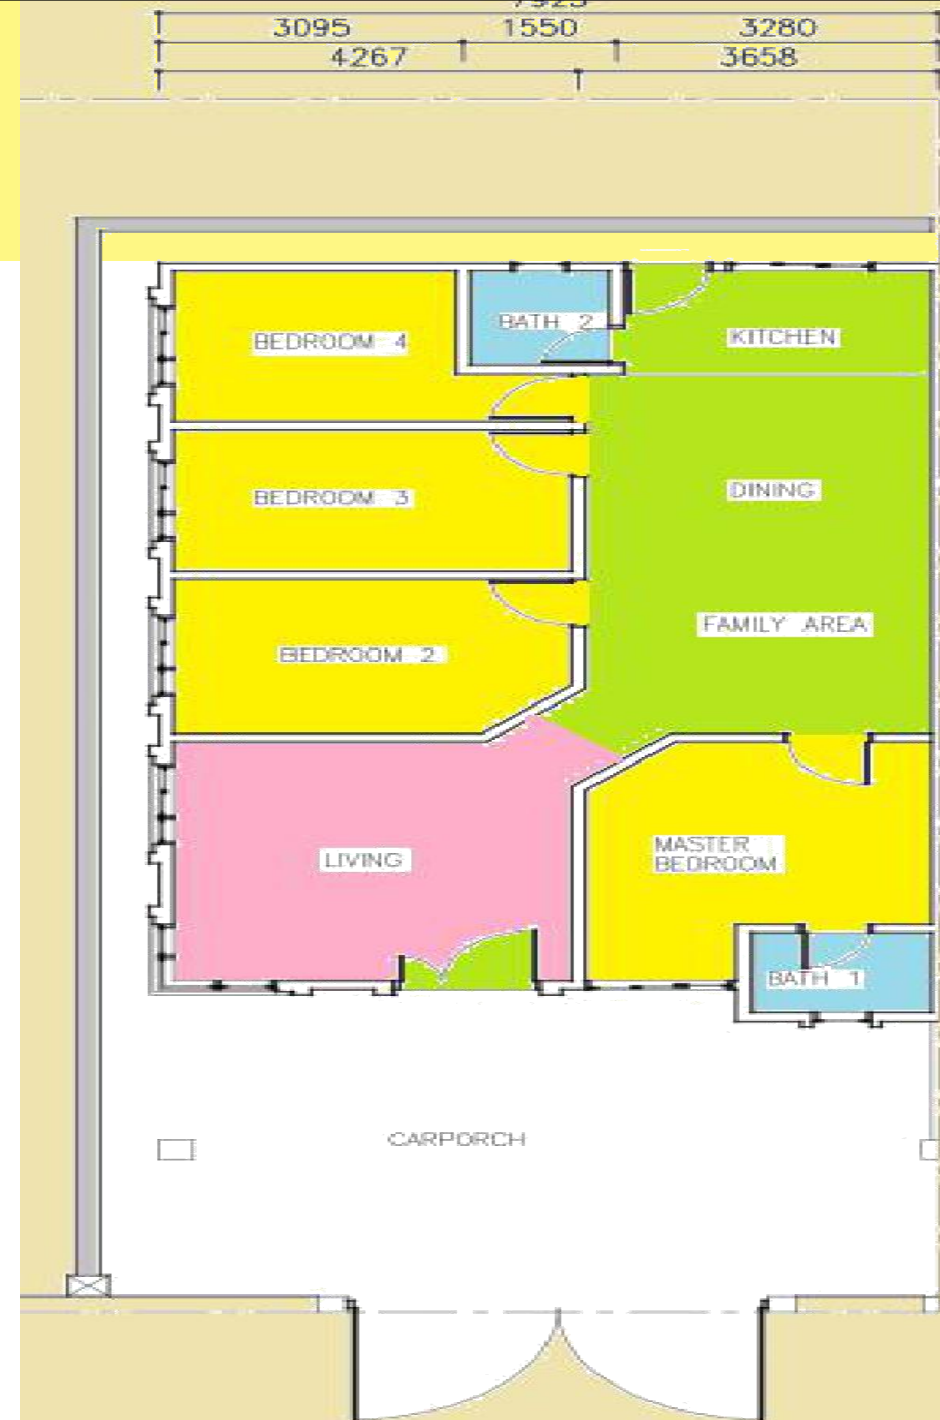 7925
3095 1550 3280
4267 3658
BATH 2
BEDROOM 4
KITCHEN
BEDROOM 3
DINING
FAMILY AREA
BEDROOM 2
LIVING
MASTER
BEDROOM
BATH 1
CARPORCH